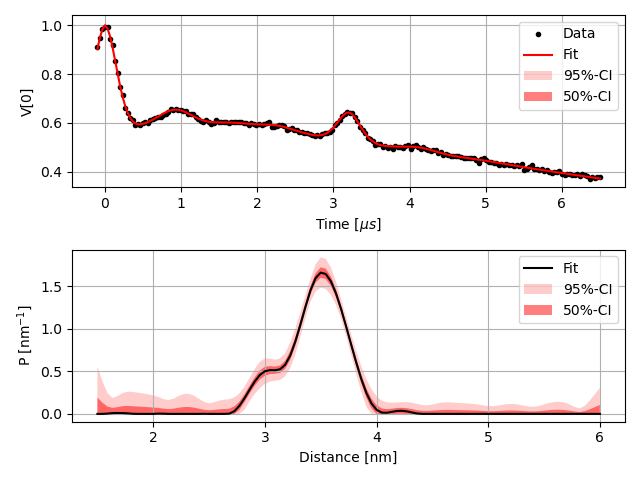 1.0
0.8
0.6
0.4
V[0]
Data
Fit
95%-CI
50%-CI
0 1 2 3 4 5 6
Time [μs]
1.5
1.0
0.5
0.0
P [nm⁻¹]
Fit
95%-CI
50%-CI
2 3 4 5 6
Distance [nm]